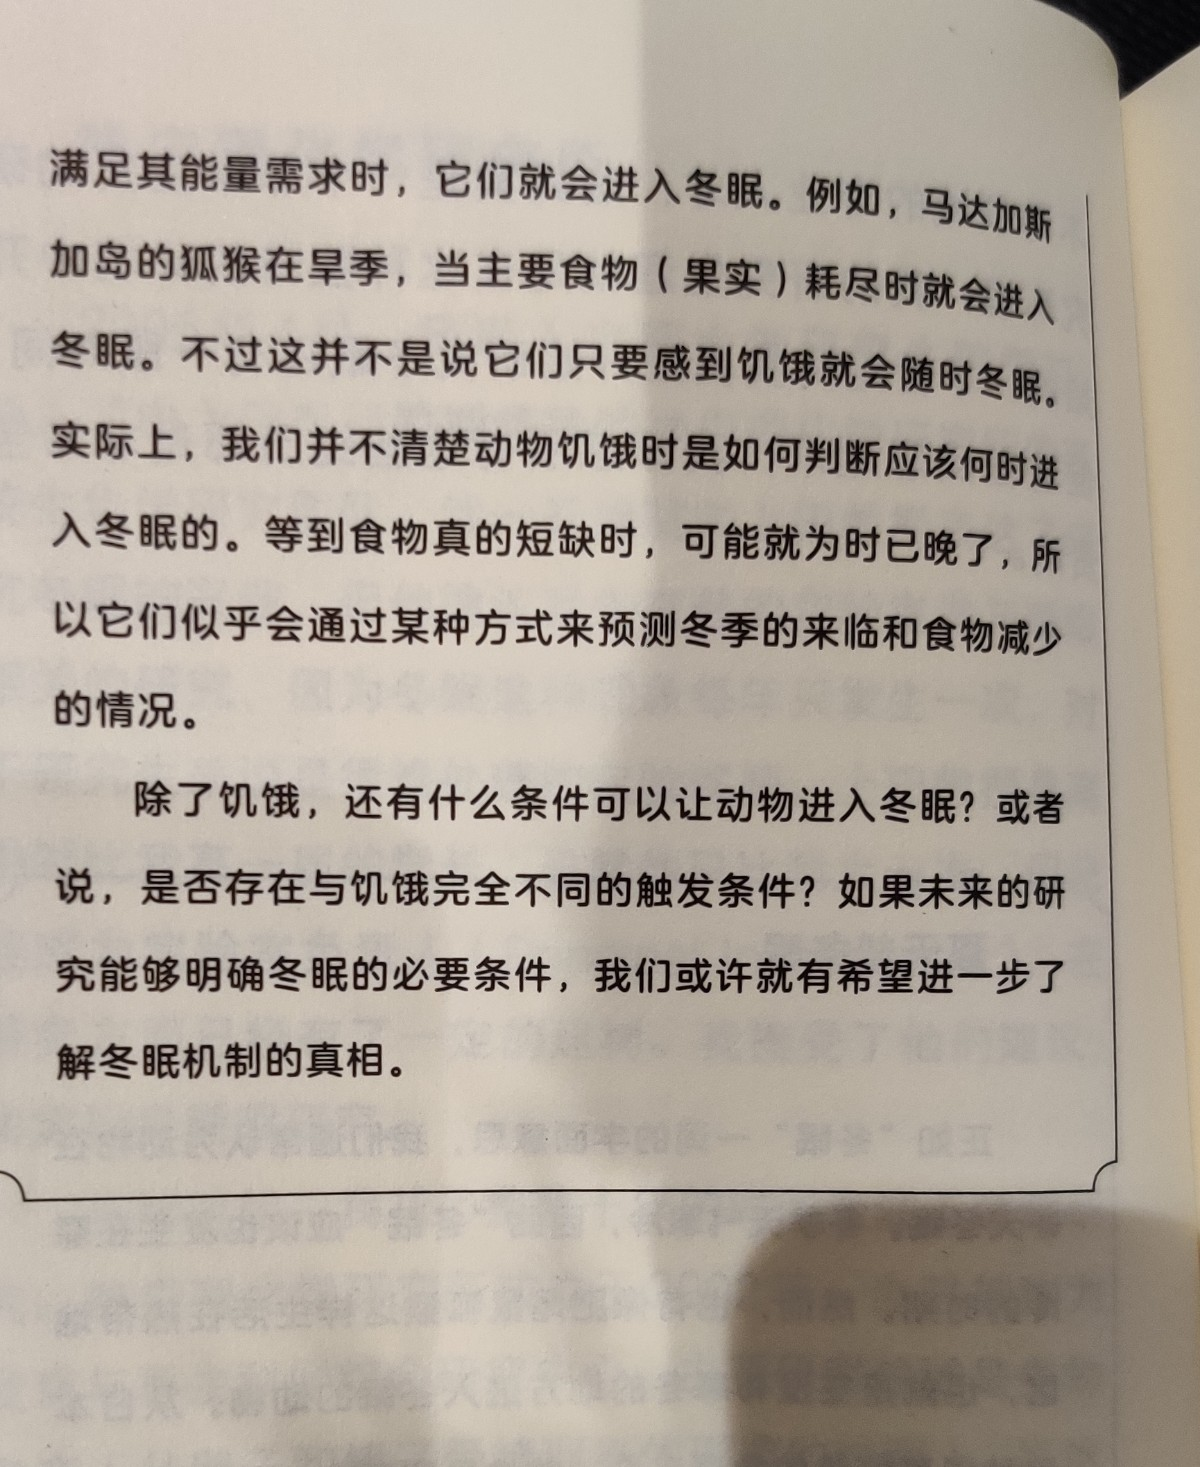 满足其能量需求时，它们就会进入冬眠。例如，马达加斯
加岛的狐猴在旱季，当主要食物（果实）耗尽时就会进入
冬眠。不过这并不是说它们只要感到饥饿就会随时冬眠。
实际上，我们并不清楚动物饥饿时是如何判断应该何时进
入冬眠的。等到食物真的短缺时，可能就为时已晚了，所
以它们似乎会通过某种方式来预测冬季的来临和食物减少
的情况。
除了饥饿，还有什么条件可以让动物进入冬眠？或者
说，是否存在与饥饿完全不同的触发条件？如果未来的研
究能够明确冬眠的必要条件，我们或许就有希望进一步了
解冬眠机制的真相。